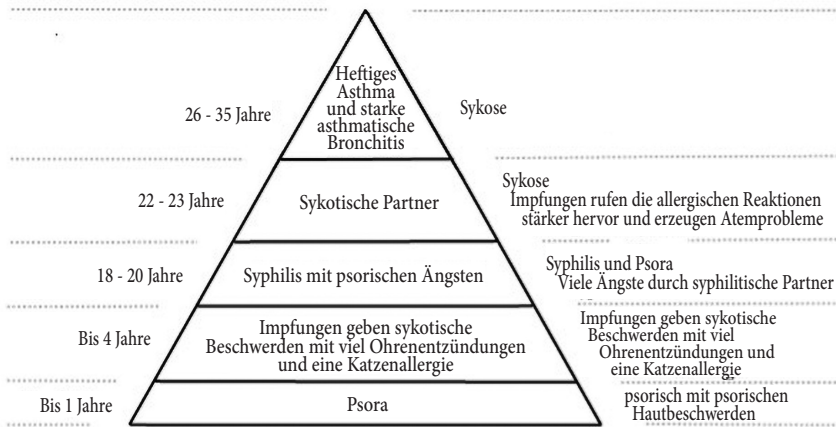 Heftiges
Asthma
und starke
asthmatische
Bronchitis
26 - 35 Jahre
Sykose
22 - 23 Jahre
Sykotische Partner
Sykose
Impfungen rufen die allergischen Reaktionen
stärker hervor und erzeugen Atemprobleme
18 - 20 Jahre
Syphilis mit psorischen Ängsten
Syphilis und Psora
Viele Ängste durch syphilitische Partner
Bis 4 Jahre
Impfungen geben sykotische
Beschwerden mit viel Ohrenentzündungen
und eine Katzenallergie
Impfungen geben sykotische
Beschwerden mit viel
Ohrenentzündungen und
eine Katzenallergie
Bis 1 Jahre
Psora
psorisch mit psorischen
Hautbeschwerden